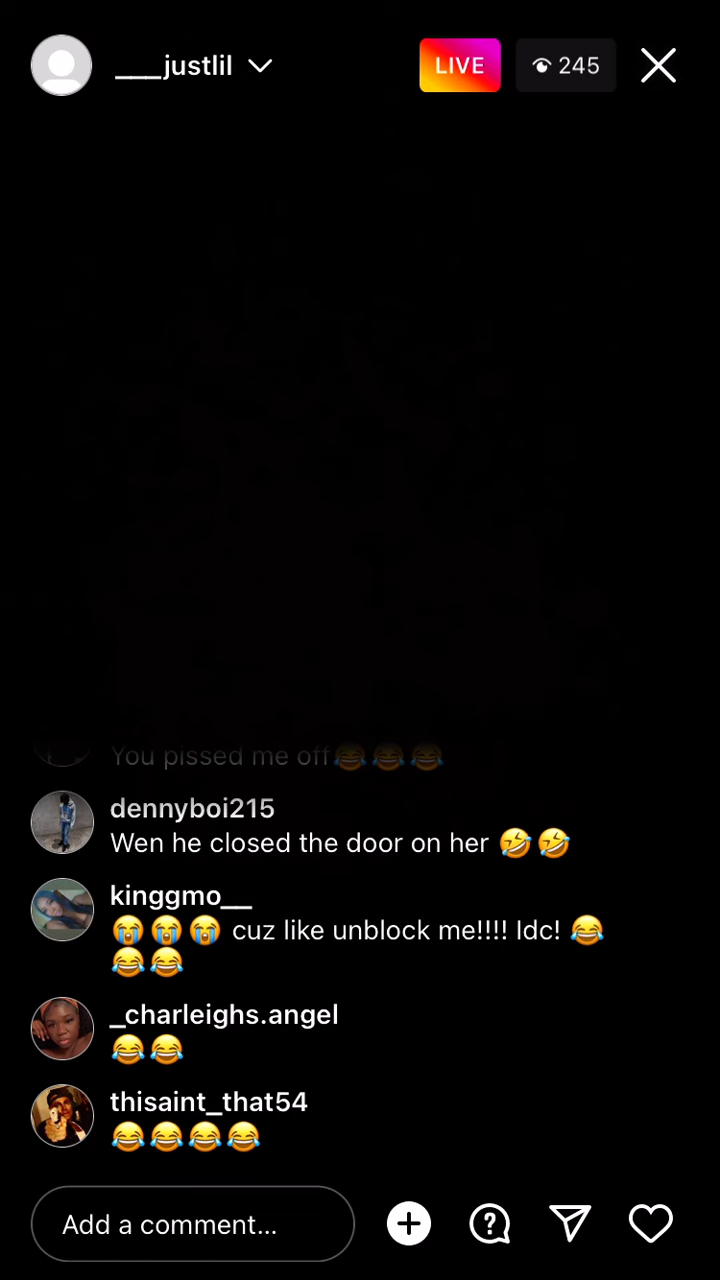 ___justlil
LIVE
245
You pissed me off😂😂😂
dennyboi215
Wen he closed the door on her 🤣🤣
kinggmo__
😭😭😭 cuz like unblock me!!!! Idc! 😂
😂😂
_charleighs.angel
😂😂
thisaint_that54
😂😂😂😂
Add a comment...